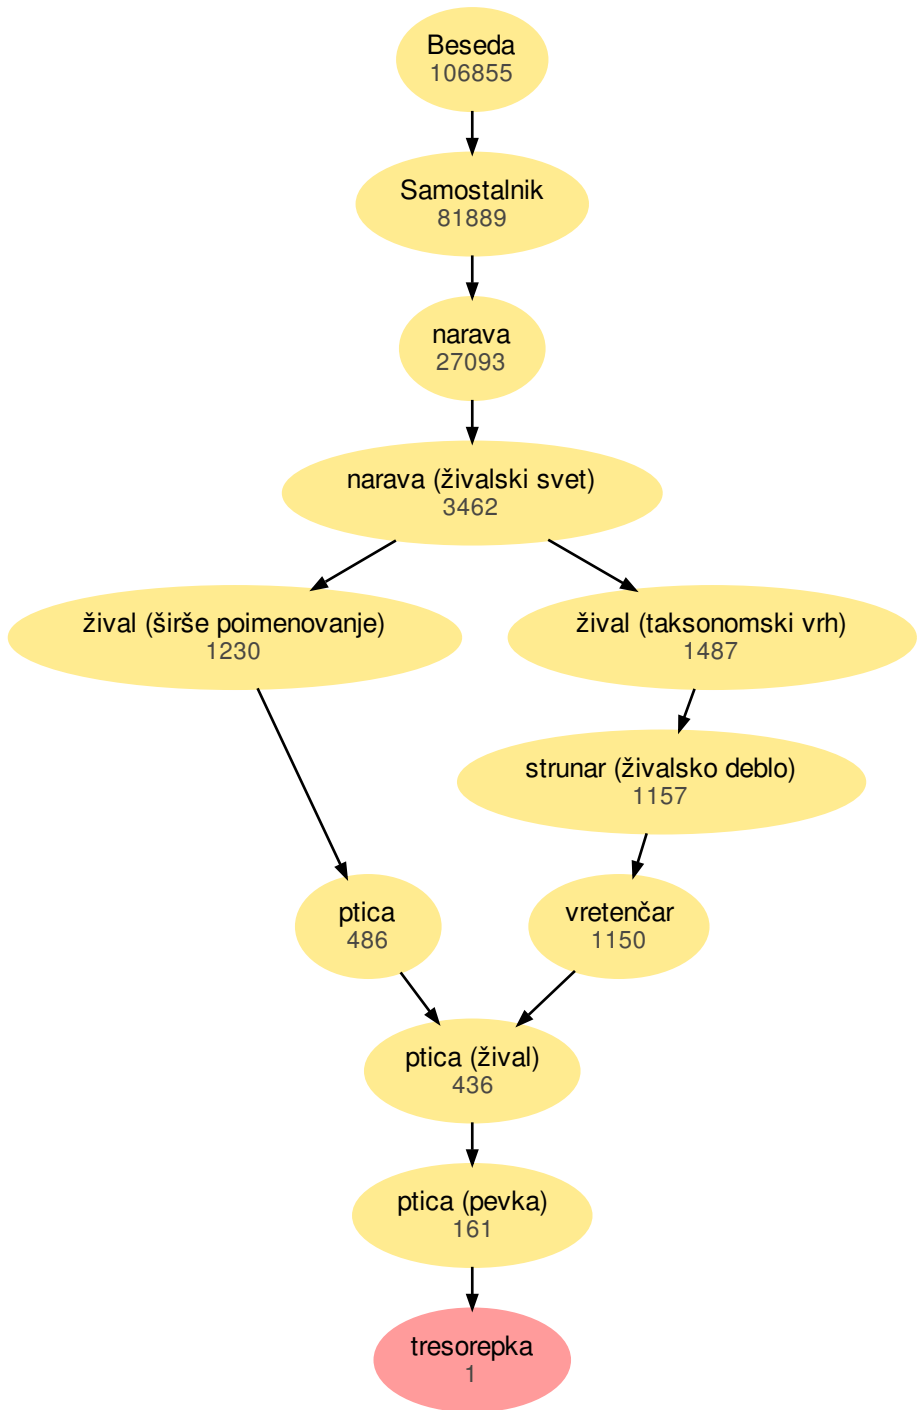 Beseda
106855
Samostalnik
81889
narava
27093
narava (živalski svet)
3462
žival (širše poimenovanje)
1230
žival (taksonomski vrh)
1487
strunar (živalsko deblo)
1157
ptica
486
vretenčar
1150
ptica (žival)
436
ptica (pevka)
161
tresorepka
1